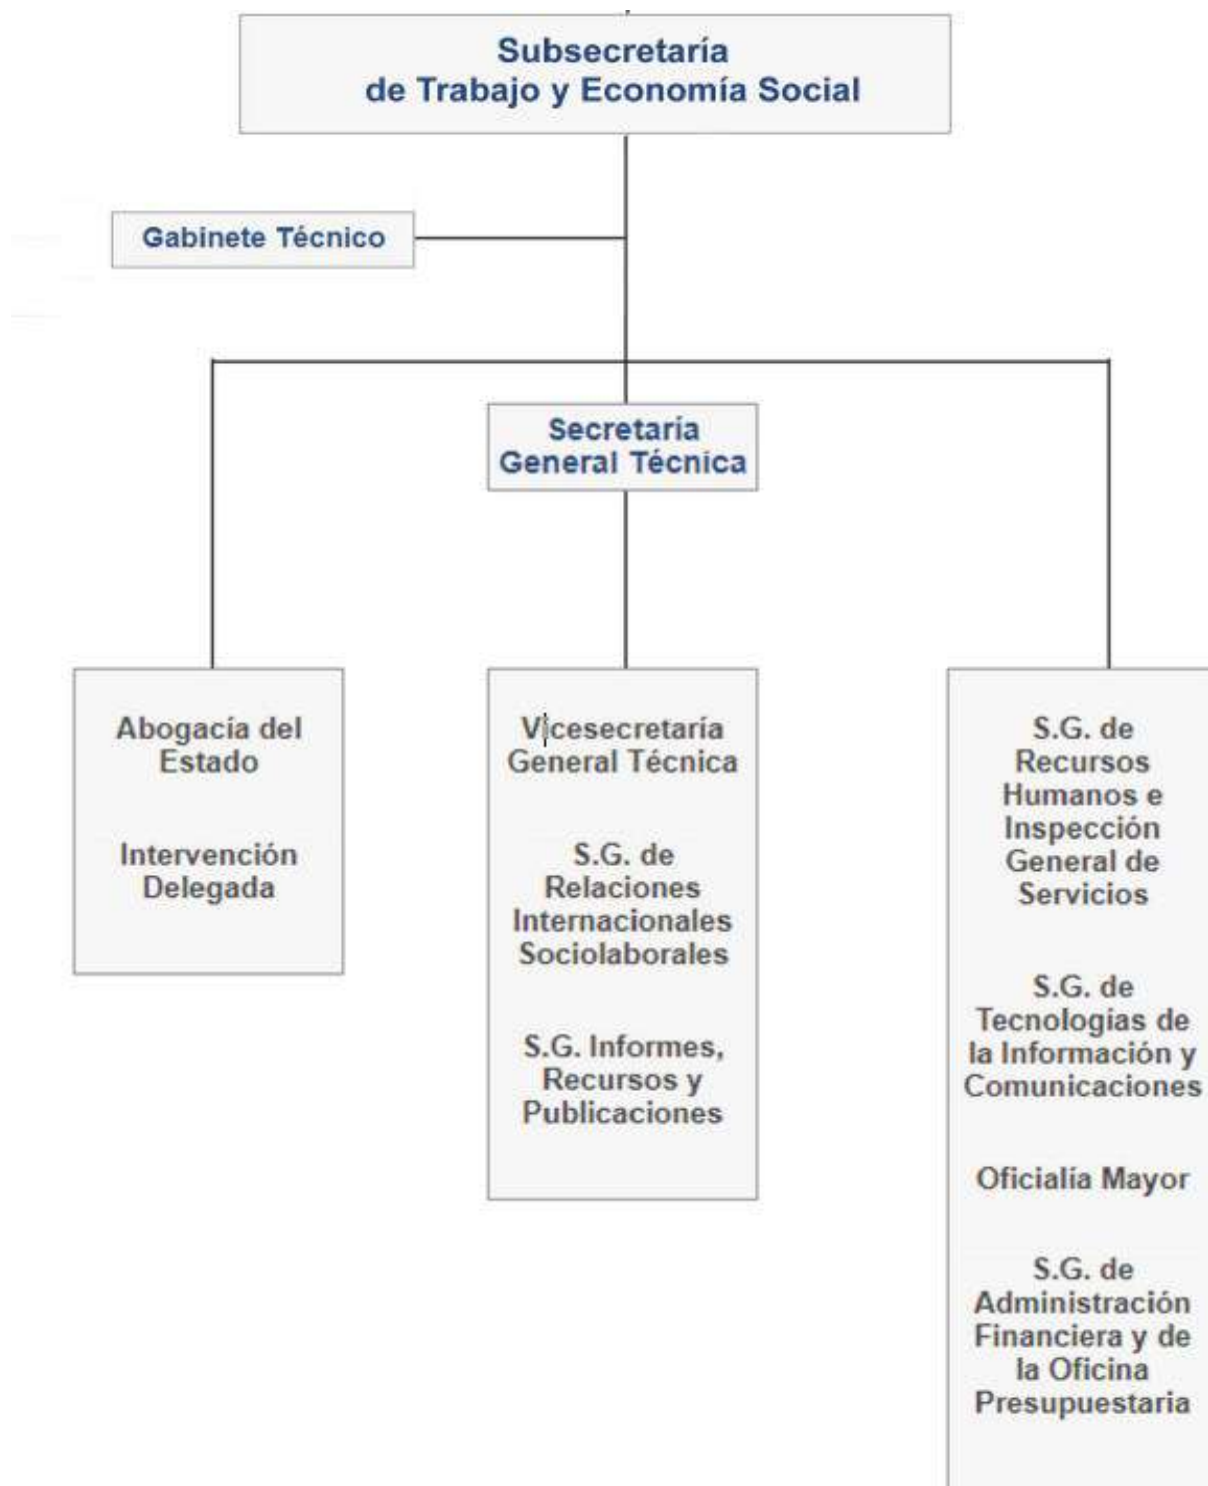 Subsecretaría
de Trabajo y Economía Social
Gabinete Técnico
Secretaría
General Técnica
Abogacía del
Estado
Intervención
Delegada
Vicesecretaría
General Técnica
S.G. de
Relaciones
Internacionales
Sociolaborales
S.G. Informes,
Recursos y
Publicaciones
S.G. de
Recursos
Humanos e
Inspección
General de
Servicios
S.G. de
Tecnologías de
la Información y
Comunicaciones
Oficialía Mayor
S.G. de
Administración
Financiera y de
la Oficina
Presupuestaria